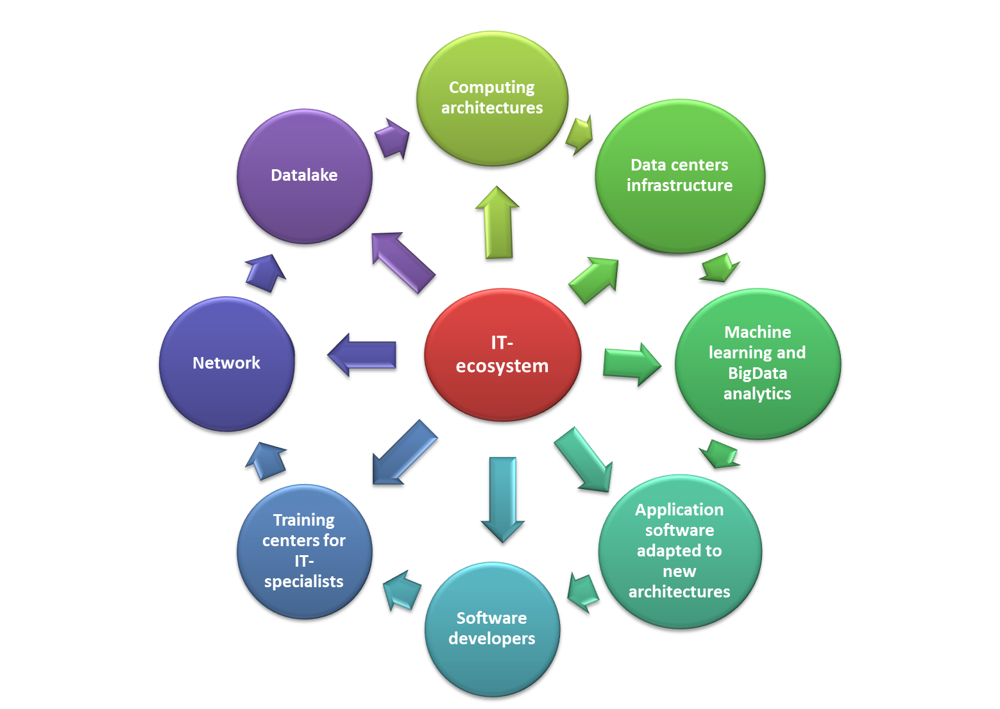 Computing
architectures
Data centers
infrastructure
Machine
learning and
BigData
analytics
Application
software
adapted to
new
architectures
Software
developers
Training
centers for
IT-
specialists
Network
Datalake
IT-
ecosystem